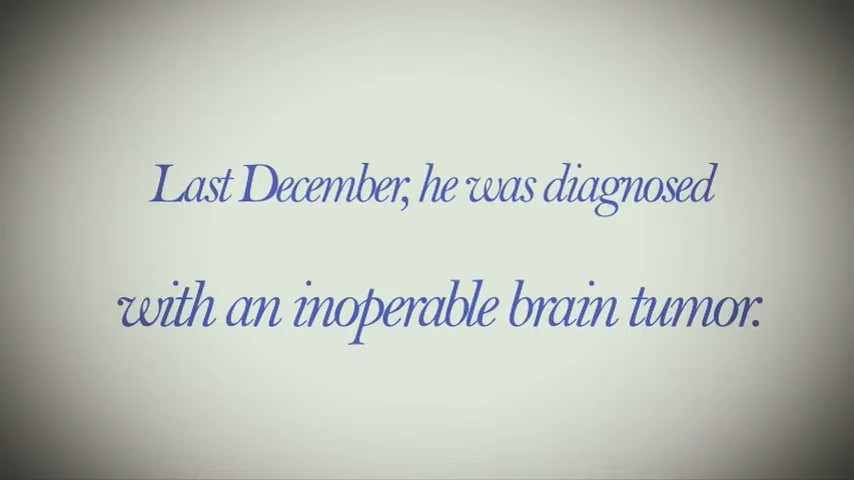 Last December, he was diagnosed
with an inoperable brain tumor.